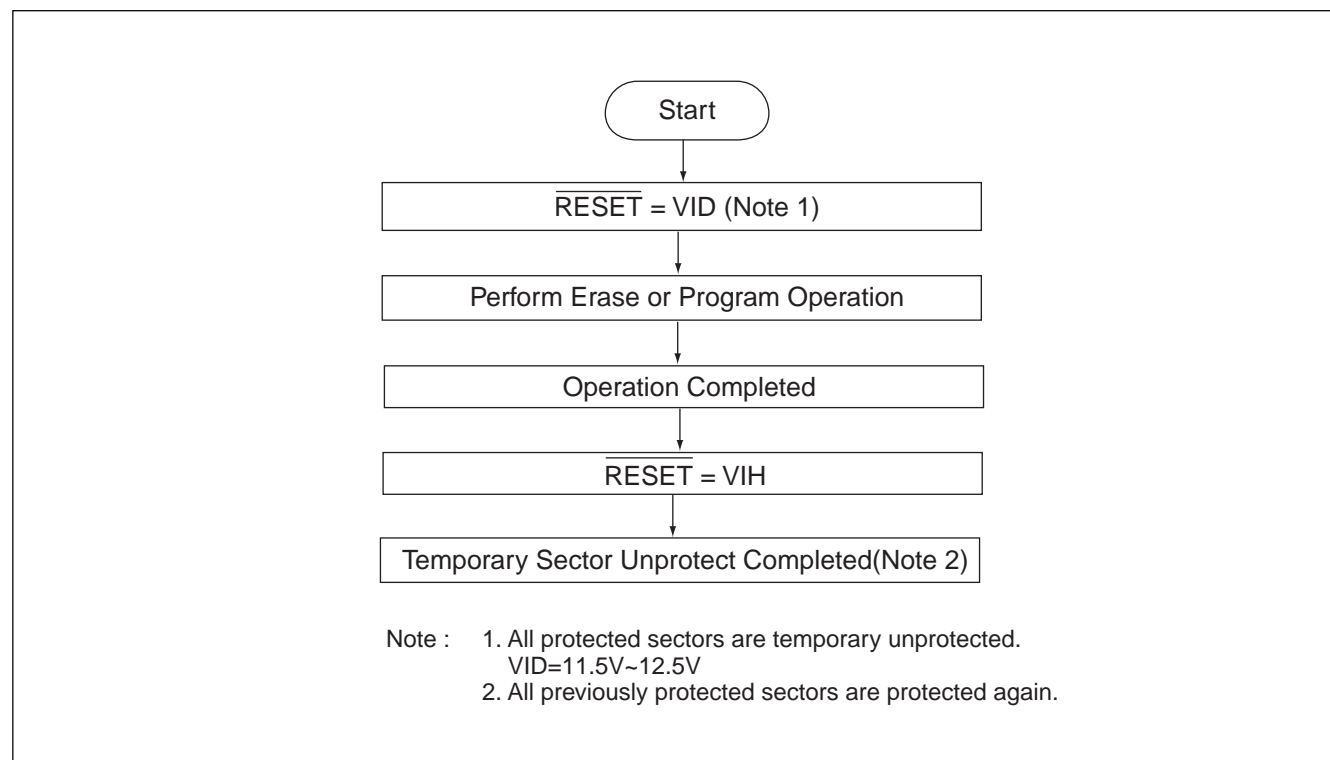 Start
RESET = VID (Note 1)
Perform Erase or Program Operation
Operation Completed
RESET = VIH
Temporary Sector Unprotect Completed(Note 2)
Note : 1. All protected sectors are temporary unprotected.
VID=11.5V~12.5V
2. All previously protected sectors are protected again.